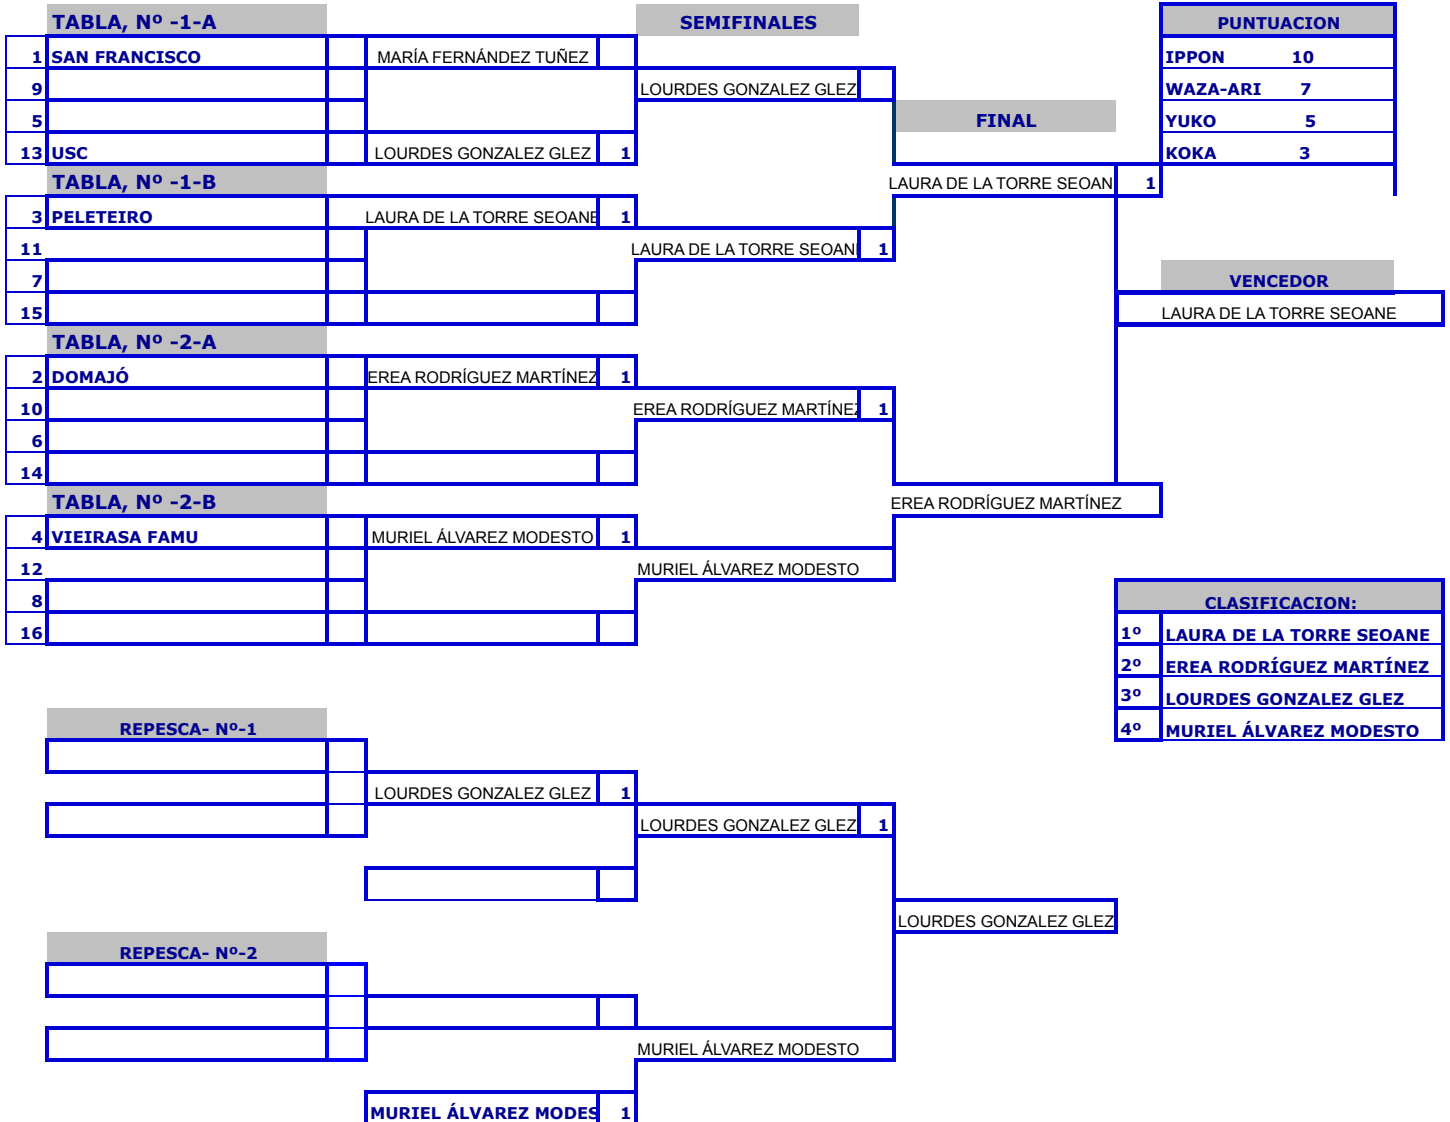 TABLA, Nº -1-A SEMIFINALES PUNTUACION
1 SAN FRANCISCO MARÍA FERNÁNDEZ TUÑEZ IPPON 10
9 LOURDES GONZALEZ GLEZ WAZA-ARI 7
5 FINAL YUKO 5
13 USC LOURDES GONZALEZ GLEZ 1 KOKA 3
TABLA, Nº -1-B LAURA DE LA TORRE SEOAN 1
3 PELETEIRO LAURA DE LA TORRE SEOANE 1
11 LAURA DE LA TORRE SEOAN 1
7 VENCEDOR
15 LAURA DE LA TORRE SEOANE
TABLA, Nº -2-A
2 DOMAJÓ EREA RODRÍGUEZ MARTÍNEZ 1
10 EREA RODRÍGUEZ MARTÍNEZ 1
6
14
TABLA, Nº -2-B EREA RODRÍGUEZ MARTÍNEZ
4 VIEIRASA FAMU MURIEL ÁLVAREZ MODESTO 1
12 MURIEL ÁLVAREZ MODESTO
8 CLASIFICACION:
16 1º LAURA DE LA TORRE SEOANE
2º EREA RODRÍGUEZ MARTÍNEZ
3º LOURDES GONZALEZ GLEZ
REPESCA- Nº-1 4º MURIEL ÁLVAREZ MODESTO
LOURDES GONZALEZ GLEZ 1
LOURDES GONZALEZ GLEZ 1
LOURDES GONZALEZ GLEZ
REPESCA- Nº-2
MURIEL ÁLVAREZ MODESTO
MURIEL ÁLVAREZ MODES 1